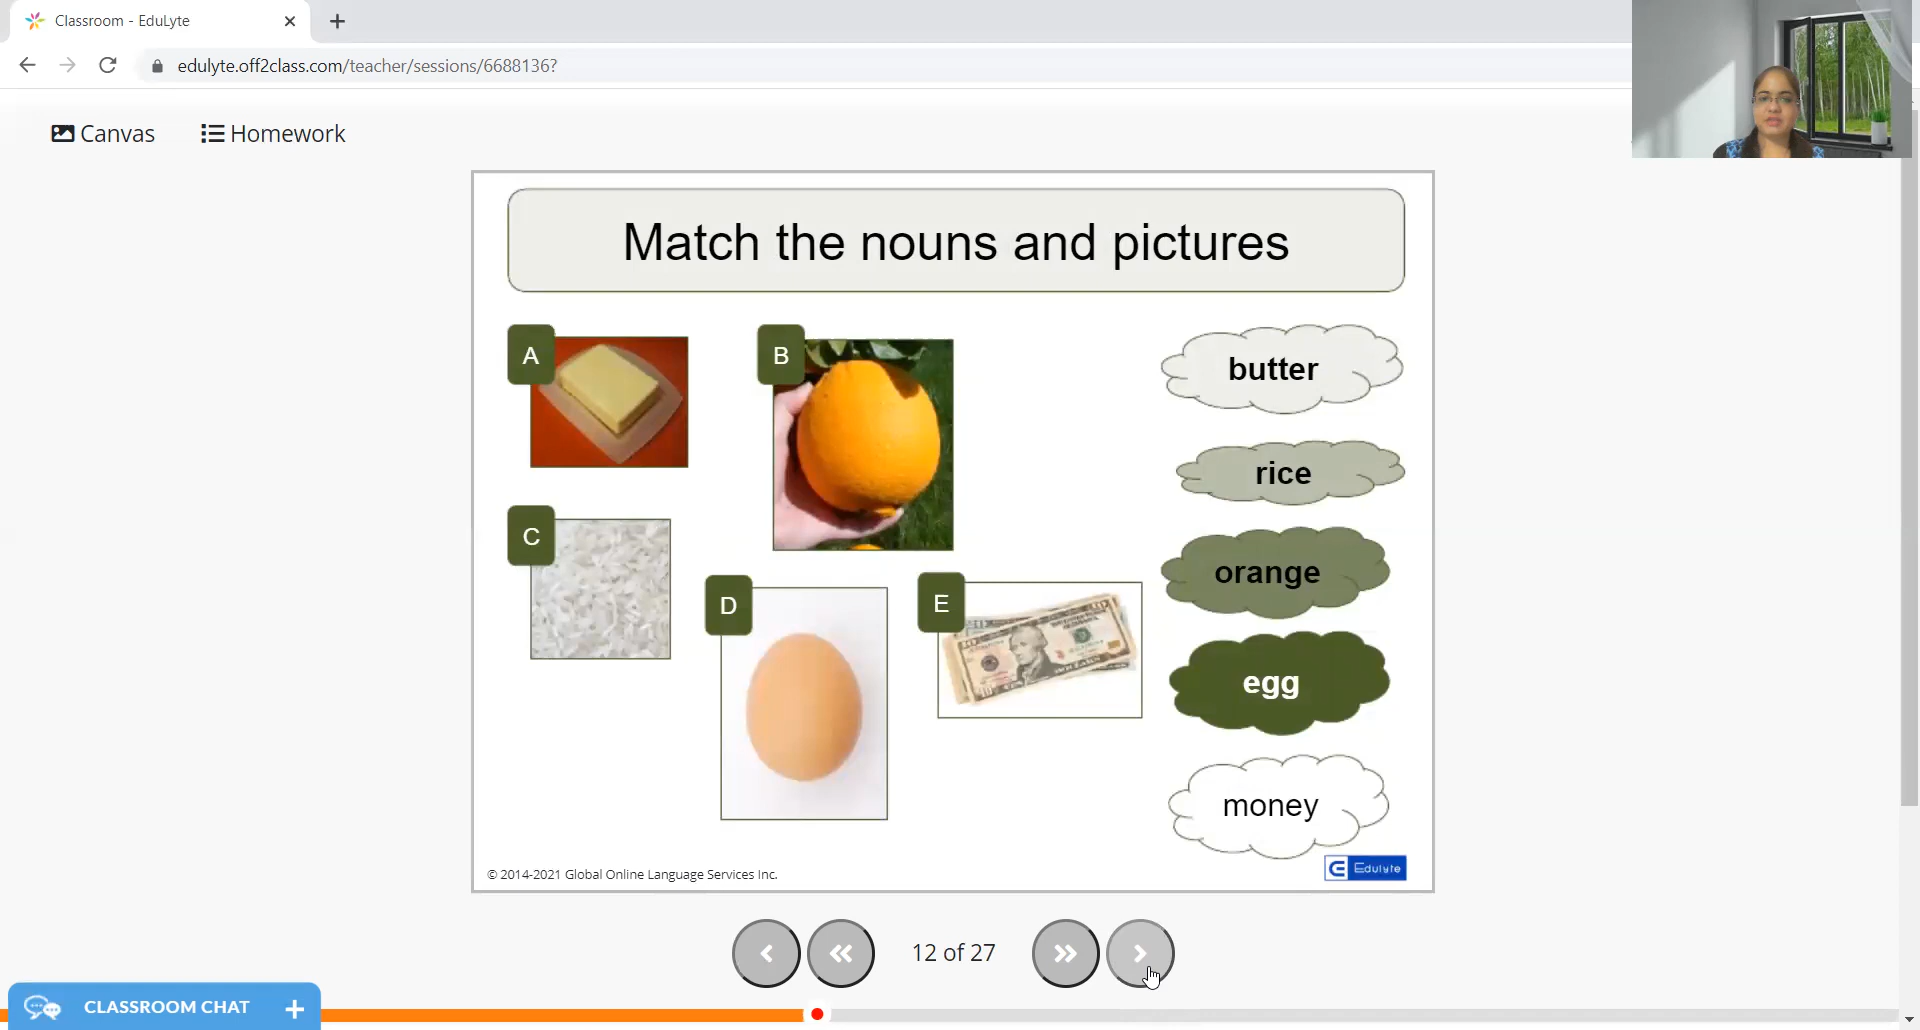 Classroom - EduLyte
edulyte.off2class.com/teacher/sessions/6688136?
Canvas
Homework
Match the nouns and pictures
A
B
butter
rice
C
orange
D
E
10
egg
money
© 2014-2021 Global Online Language Services Inc.
Edulyte
12 of 27
CLASSROOM CHAT